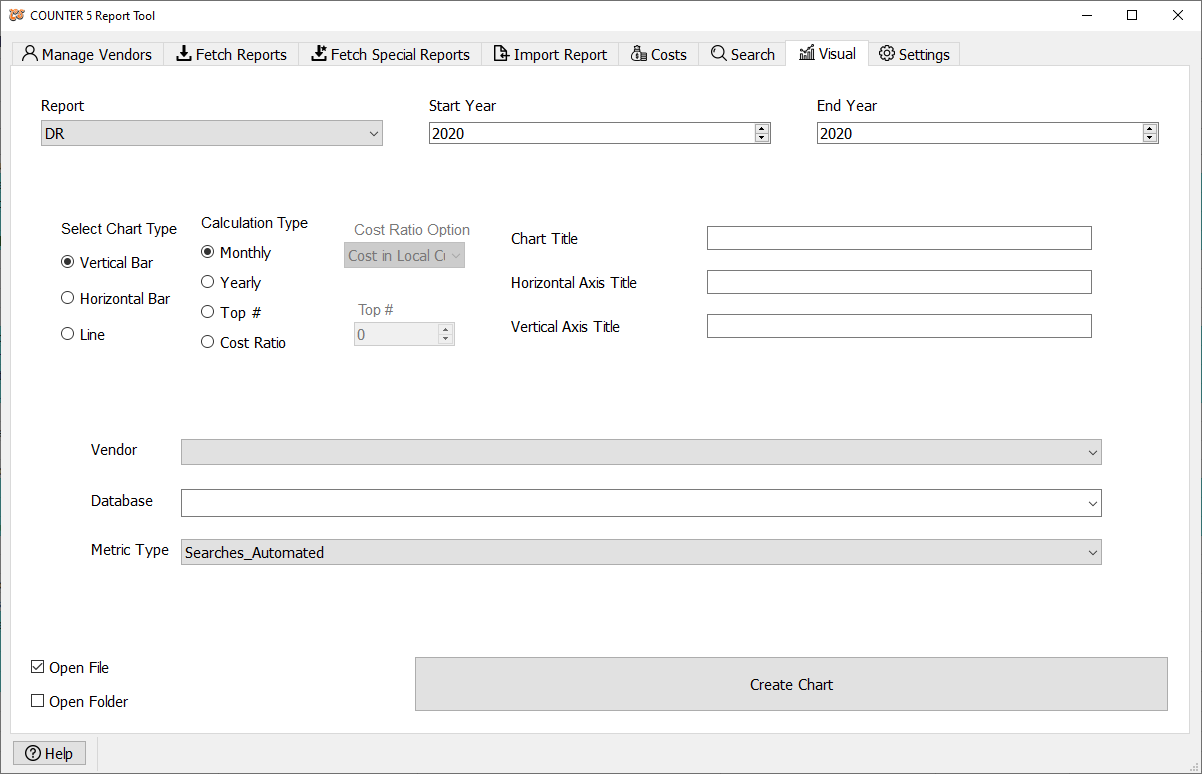 COUNTER 5 Report Tool
Manage Vendors Fetch Reports Fetch Special Reports Import Report Costs Search Visual Settings
Report Start Year End Year
DR 2020 2020
Select Chart Type Calculation Type Cost Ratio Option
Vertical Bar Monthly Cost in Local Cu Chart Title
Horizontal Bar Yearly Horizontal Axis Title
Line Top # Top # Vertical Axis Title
Cost Ratio 0
Vendor
Database
Metric Type Searches_Automated
Open File
Open Folder
Create Chart
Help